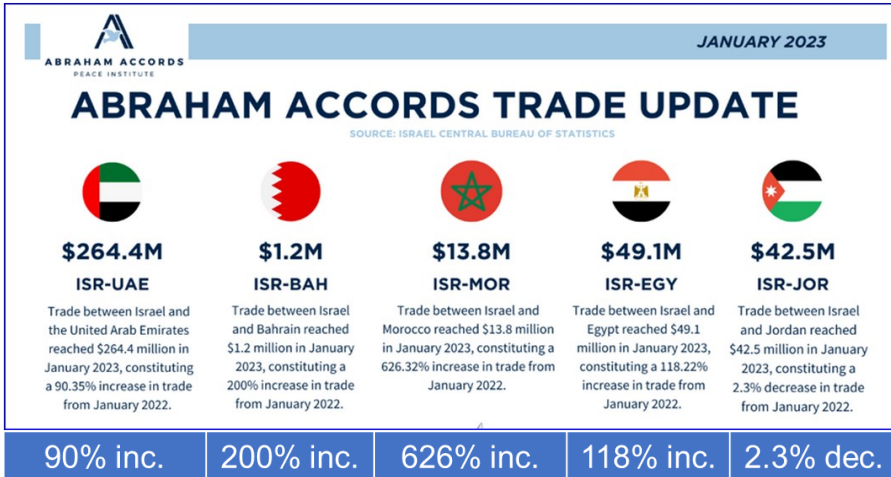 JANUARY 2023
ABRAHAM ACCORDS
PEACE INSTITUTE
ABRAHAM ACCORDS TRADE UPDATE
SOURCE: ISRAEL CENTRAL BUREAU OF STATISTICS
$264.4M
ISR-UAE
Trade between Israel and
the United Arab Emirates
reached $264.4 million in
January 2023, constituting
a 90.35% increase in trade
from January 2022.
$1.2M
ISR-BAH
Trade between Israel
and Bahrain reached
$1.2 million in January
2023, constituting a
200% increase in trade
from January 2022.
$13.8M
ISR-MOR
Trade between Israel and
Morocco reached $13.8 million
in January 2023, constituting a
626.32% increase in trade from
January 2022.
$49.1M
ISR-EGY
Trade between Israel and
Egypt reached $49.1
million in January 2023,
constituting a 118.22%
increase in trade from
January 2022.
$42.5M
ISR-JOR
Trade between Israel
and Jordan reached
$42.5 million in January
2023, constituting a
2.3% decrease in trade
from January 2022.
90% inc.
200% inc.
626% inc.
118% inc.
2.3% dec.